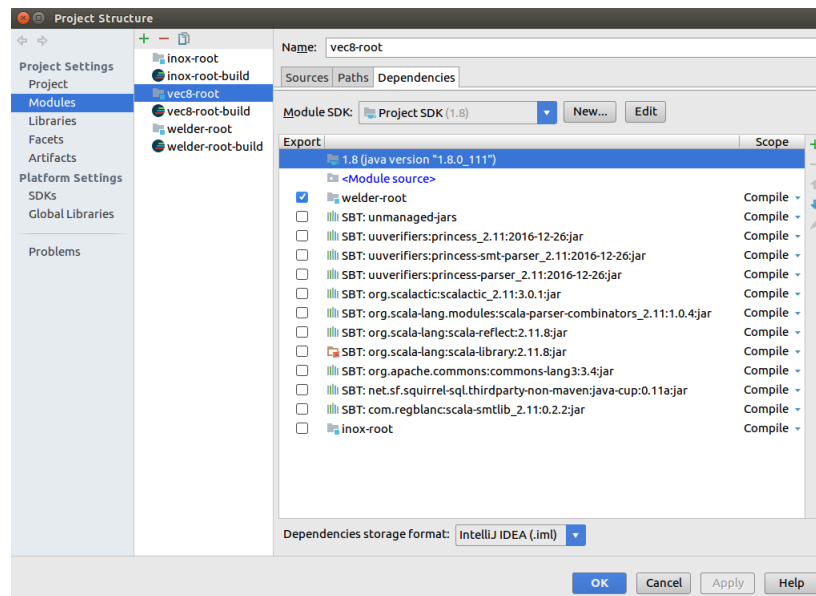 Project Structure
Project Settings
Project
Modules
Libraries
Facets
Artifacts
Platform Settings
SDKs
Global Libraries
Problems
inox-root
inox-root-build
vec8-root
vec8-root-build
welder-root
welder-root-build
Name: vec8-root
Sources Paths Dependencies
Module SDK: Project SDK (1.8) New... Edit
Export Scope
1.8 (java version "1.8.0_111")
<Module source>
welder-root Compile
SBT: unmanaged-jars Compile
SBT: uuverifiers:princess_2.11:2016-12-26:jar Compile
SBT: uuverifiers:princess-smt-parser_2.11:2016-12-26:jar Compile
SBT: uuverifiers:princess-parser_2.11:2016-12-26:jar Compile
SBT: org.scalactic:scalactic_2.11:3.0.1:jar Compile
SBT: org.scala-lang.modules:scala-parser-combinators_2.11:1.0.4:jar Compile
SBT: org.scala-lang:scala-reflect:2.11.8:jar Compile
SBT: org.scala-lang:scala-library:2.11.8:jar Compile
SBT: org.apache.commons:commons-lang3:3.4:jar Compile
SBT: net.sf.squirrel-sql.thirdparty-non-maven:java-cup:0.11a:jar Compile
SBT: com.regblanc:scala-smtlib_2.11:0.2.2:jar Compile
inox-root Compile
Dependencies storage format: IntelliJ IDEA (.iml)
OK Cancel Apply Help